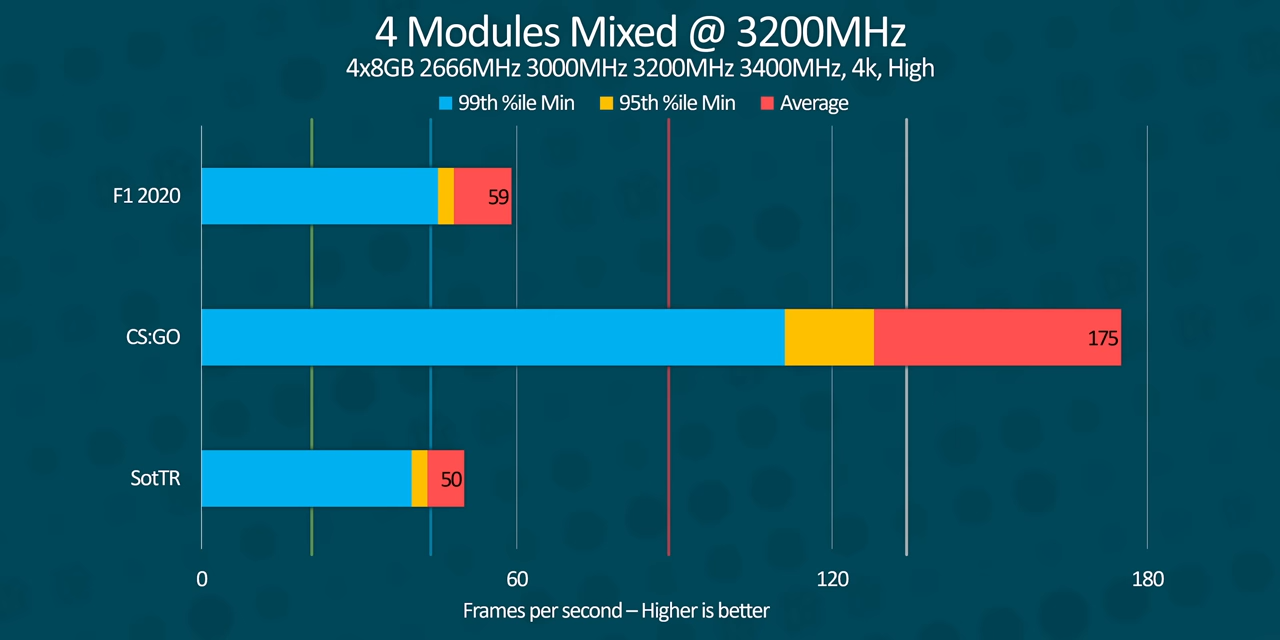 4 Modules Mixed @ 3200MHz
4x8GB 2666MHz 3000MHz 3200MHz 3400MHz, 4k, High
99th %ile Min 95th %ile Min Average
F1 2020 59
CS:GO 175
SotTR 50
0 60 120 180
Frames per second – Higher is better